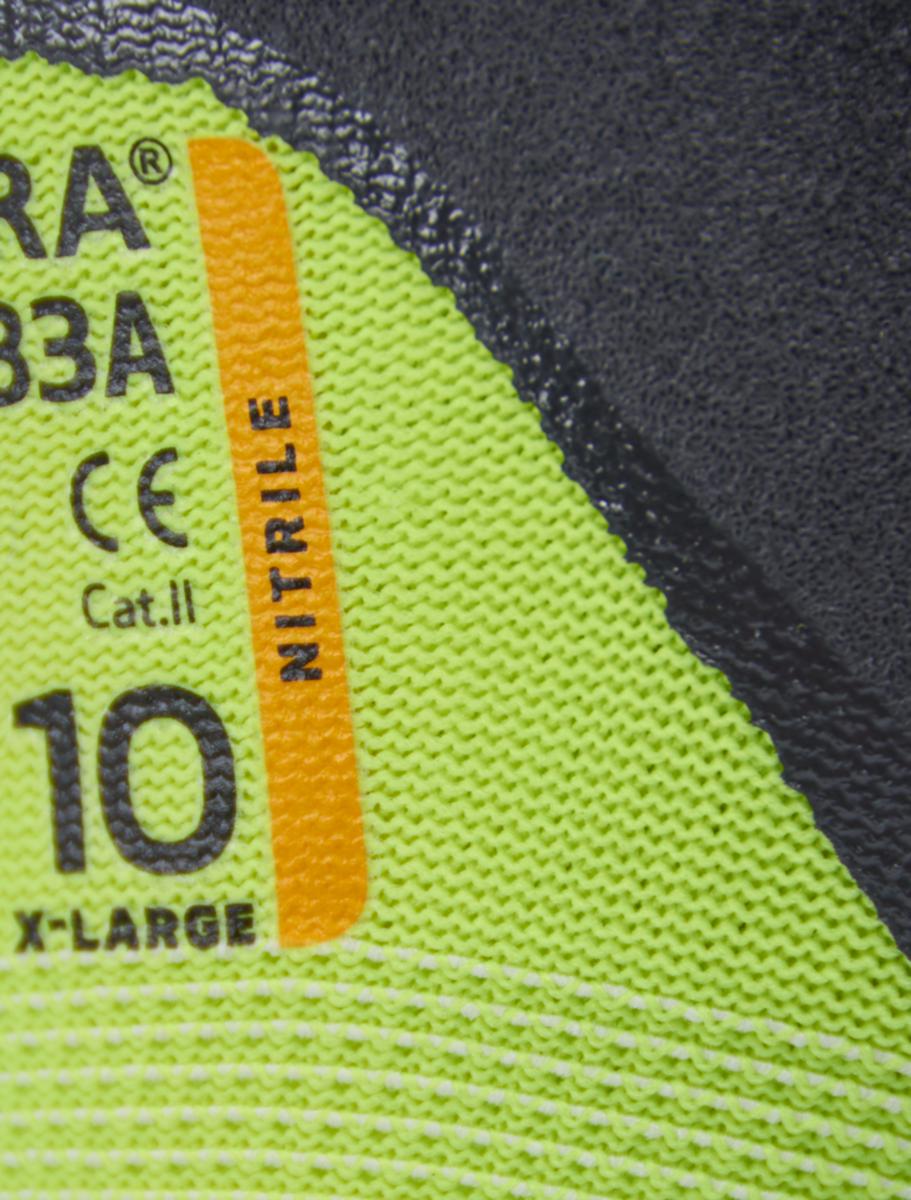 RA®
33A
CE
Cat.II
10
X-LARGE
NITRILE